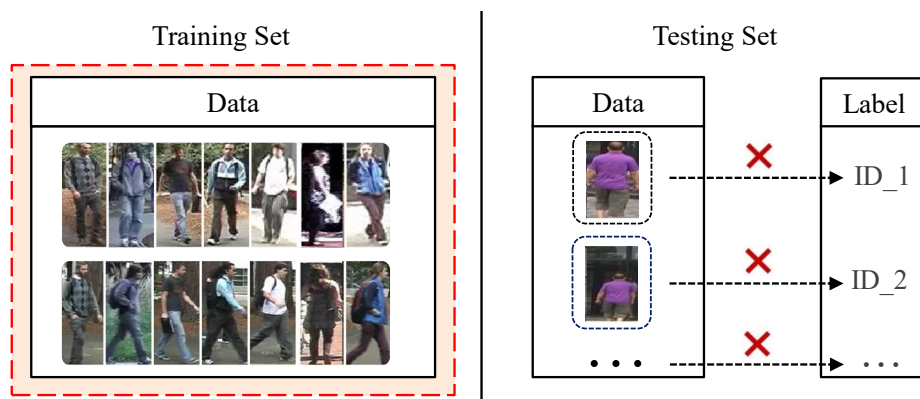 Training Set
Data
Testing Set
Data
Label
ID_1
ID_2
• • •
• • •